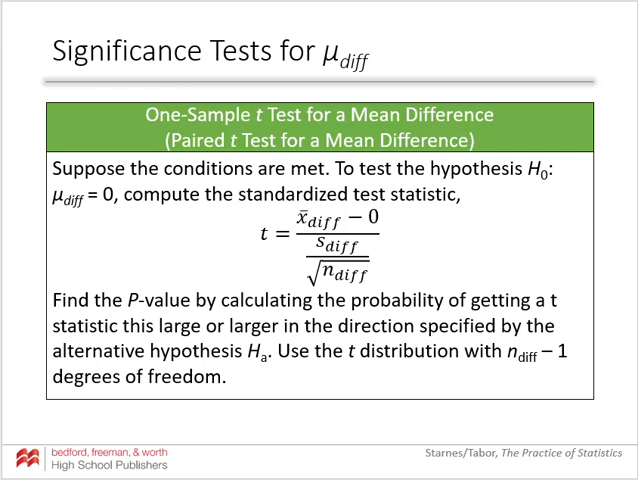 Significance Tests for μdiff
One-Sample t Test for a Mean Difference
(Paired t Test for a Mean Difference)
Suppose the conditions are met. To test the hypothesis H₀:
μdiff = 0, compute the standardized test statistic,
t = (x̄diff − 0) / (sdiff / √ndiff)
Find the P-value by calculating the probability of getting a t
statistic this large or larger in the direction specified by the
alternative hypothesis Hₐ. Use the t distribution with ndiff − 1
degrees of freedom.
bedford, freeman, & worth
High School Publishers
Starnes/Tabor, The Practice of Statistics